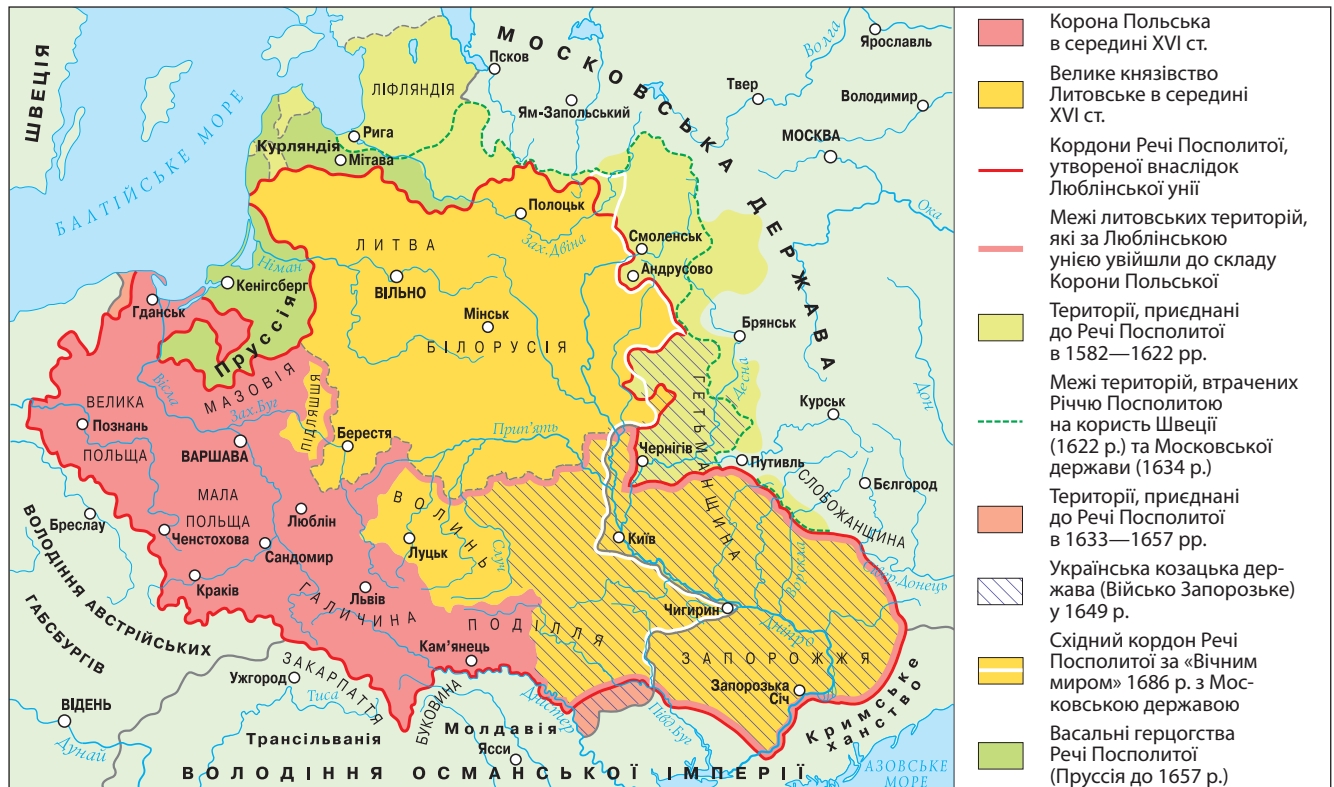 ШВЕЦІЯ
БАЛТІЙСЬКЕ МОРЕ
МОСКОВСЬКА ДЕРЖАВА
Псков
Ярославль
Волга
Твер
Володимир
ЛІФЛЯНДІЯ
Ям-Запольський
Рига
МОСКВА
Курляндія
Мітава
Ока
Полоцьк
Зах. Двіна
Смоленськ
ЛИТВА
Німан
Андрусово
Кенігсберг
ВІЛЬНО
Гданськ
Мінськ
Брянськ
Пруссія
БІЛОРУСІЯ
Десна
Дон
Вісла
МАЗОВІЯ
ГЕТЬМАНЩИНА
ВЕЛИКА
ПОЛЬЩА
Зах.Буг
ПІДЛЯШШЯ
Курськ
Познань
Берестя
Прип'ять
ВАРШАВА
Чернігів
Путивль
СЛОБОЖАНЩИНА
Бєлгород
МАЛА
ПОЛЬЩА
ВОЛИНЬ
Бреслау
Люблін
Ченстохова
Київ
Сандомир
Луцьк
Случ
Ворскла
Сівер.Донець
Краків
Львів
ГАЛИЧИНА
Чигирин
ВОЛОДІННЯ АВСТРІЙСЬКИХ
ГАБСБУРГІВ
ПОДІЛЛЯ
Дніпро
Кам’янець
ЗАПОРОЖЖЯ
ЗАКАРПАТТЯ
Ужгород
Запорозька
Січ
Тиса
БУКОВИНА
Дністер
Півд.Буг
Кримське
ханство
ВІДЕНЬ
Дунай
Трансільванія
Молдавія
Ясси
ВОЛОДІННЯ ОСМАНСЬКОЇ ІМПЕРІЇ
АЗОВСЬКЕ
МОРЕ
Корона Польська
в середині XVI ст.
Велике князівство
Литовське в середині
XVI ст.
Кордони Речі Посполитої,
утвореної внаслідок
Люблінської унії
Межі литовських територій,
які за Люблінською
унією увійшли до складу
Корони Польської
Території, приєднані
до Речі Посполитої
в 1582—1622 рр.
Межі територій, втрачених
Річчю Посполитою
на користь Швеції
(1622 р.) та Московської
держави (1634 р.)
Території, приєднані
до Речі Посполитої
в 1633—1657 рр.
Українська козацька дер-
жава (Військо Запорозьке)
у 1649 р.
Східний кордон Речі
Посполитої за «Вічним
миром» 1686 р. з Мос-
ковською державою
Васальні герцогства
Речі Посполитої
(Пруссія до 1657 р.)